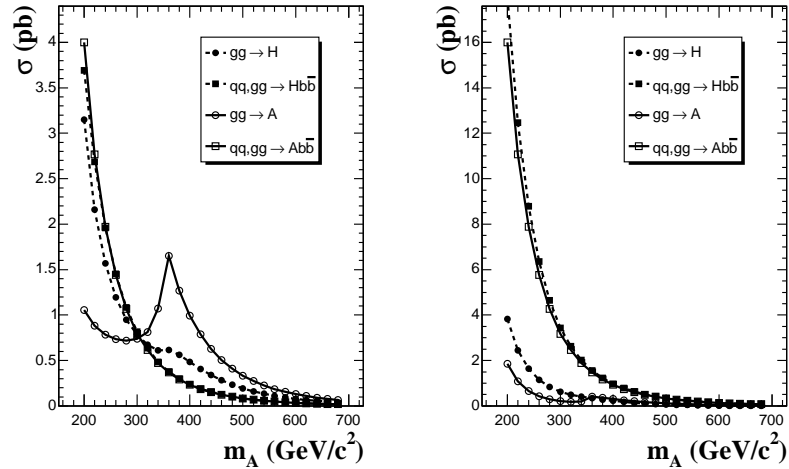 σ (pb)
4
3.5
3
2.5
2
1.5
1
0.5
0
200 300 400 500 600 700
m_A (GeV/c²)
gg → H
qq,gg → Hbb̄
gg → A
qq,gg → Abb̄
σ (pb)
16
14
12
10
8
6
4
2
0
200 300 400 500 600 700
m_A (GeV/c²)
gg → H
qq,gg → Hbb̄
gg → A
qq,gg → Abb̄